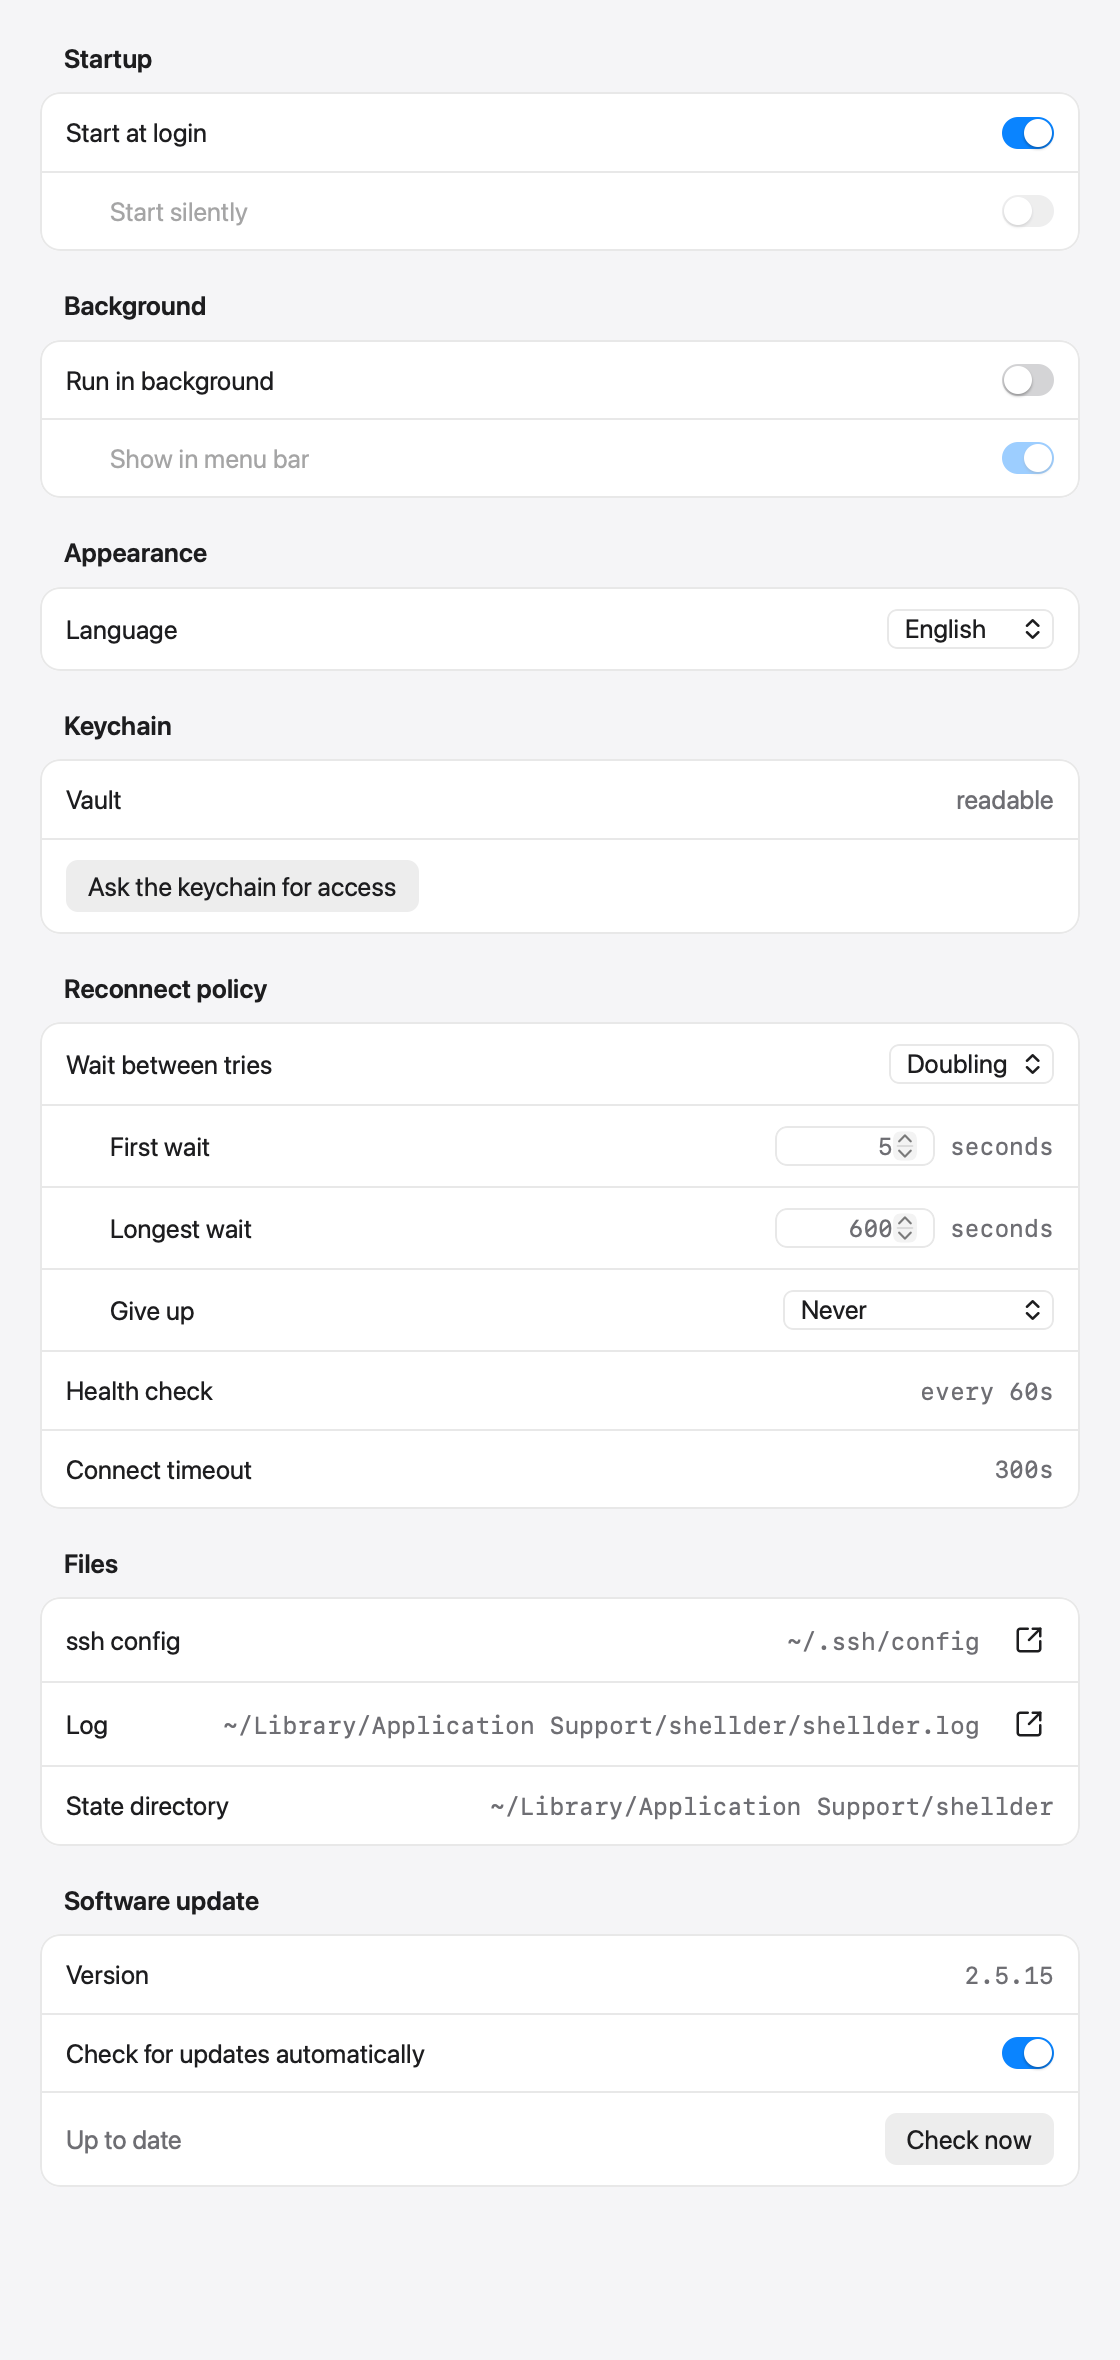 Startup
Start at login
Start silently
Background
Run in background
Show in menu bar
Appearance
Language English
Keychain
Vault readable
Ask the keychain for access
Reconnect policy
Wait between tries Doubling
First wait 5 seconds
Longest wait 600 seconds
Give up Never
Health check every 60s
Connect timeout 300s
Files
ssh config ~/.ssh/config
Log ~/Library/Application Support/shellder/shellder.log
State directory ~/Library/Application Support/shellder
Software update
Version 2.5.15
Check for updates automatically
Up to date Check now